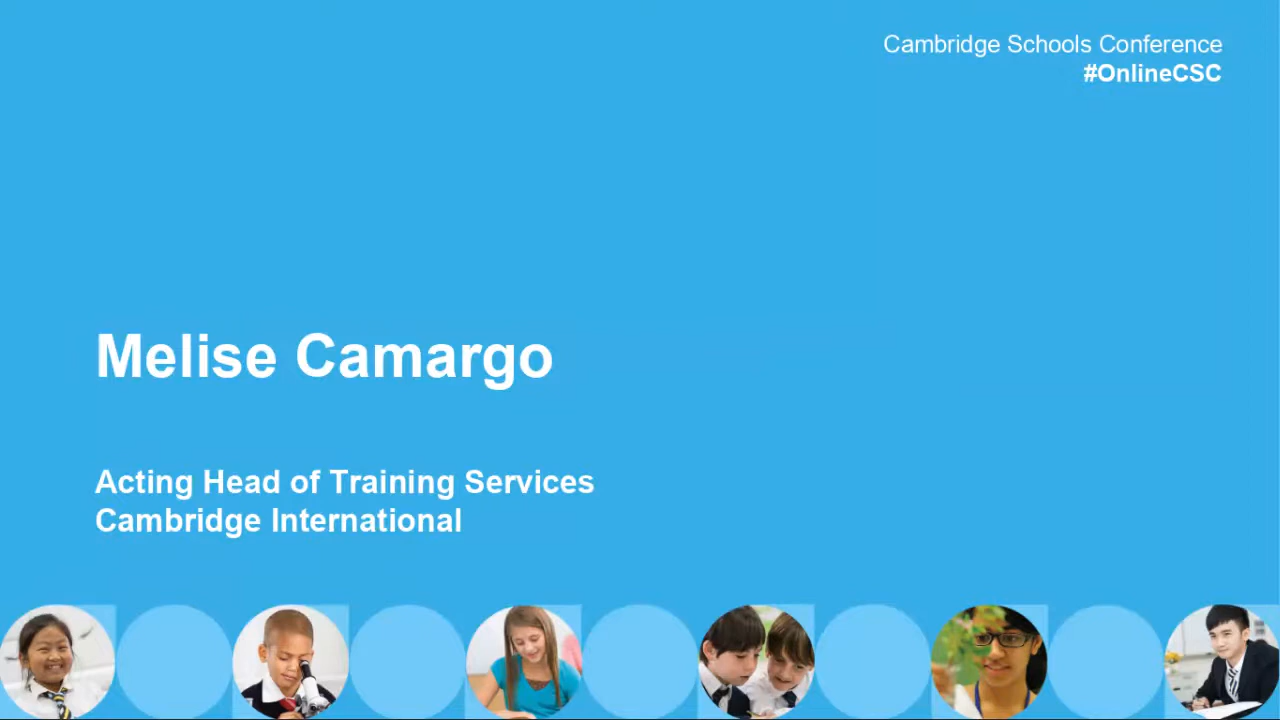 Cambridge Schools Conference
#OnlineCSC
Melise Camargo
Acting Head of Training Services
Cambridge International